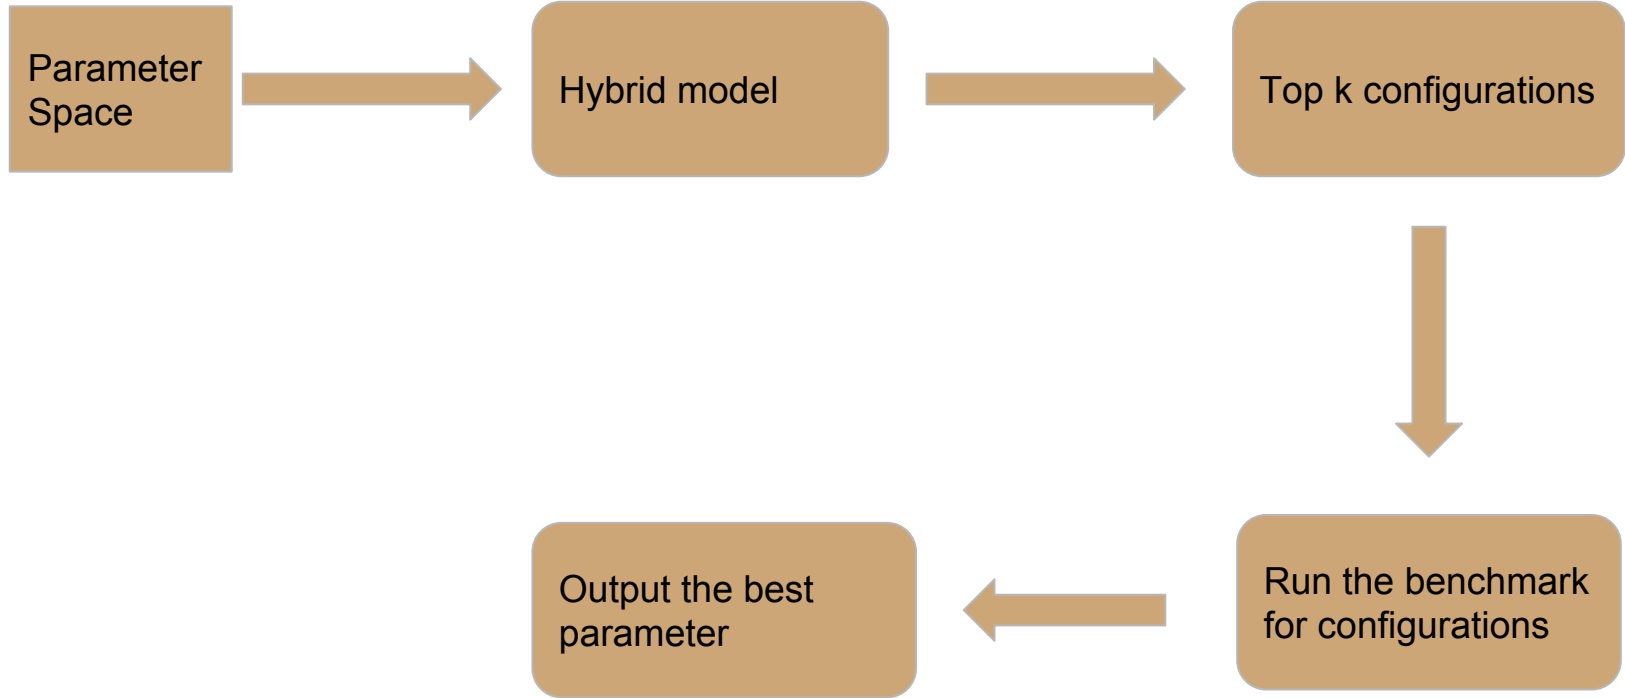 Parameter
Space
Hybrid model
Top k configurations
Run the benchmark
for configurations
Output the best
parameter